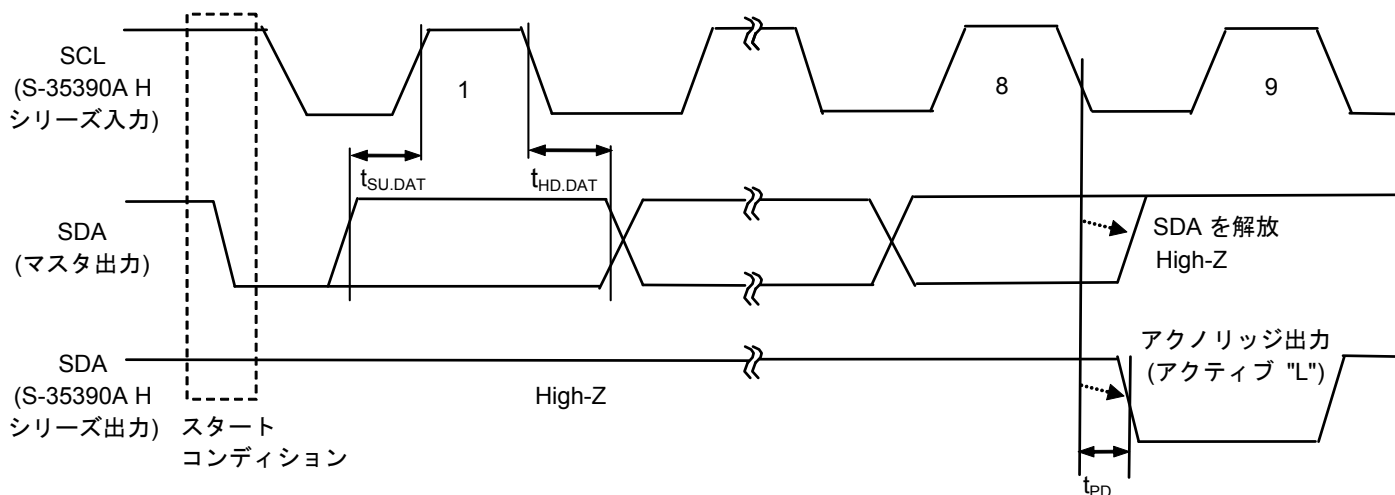 SCL
(S-35390A H
シリーズ入力)
1
8
9
tSU.DAT
tHD.DAT
SDA
(マスタ出力)
SDA を解放
High-Z
SDA
(S-35390A H
シリーズ出力)
High-Z
アクノリッジ出力
(アクティブ "L")
スタート
コンディション
tPD